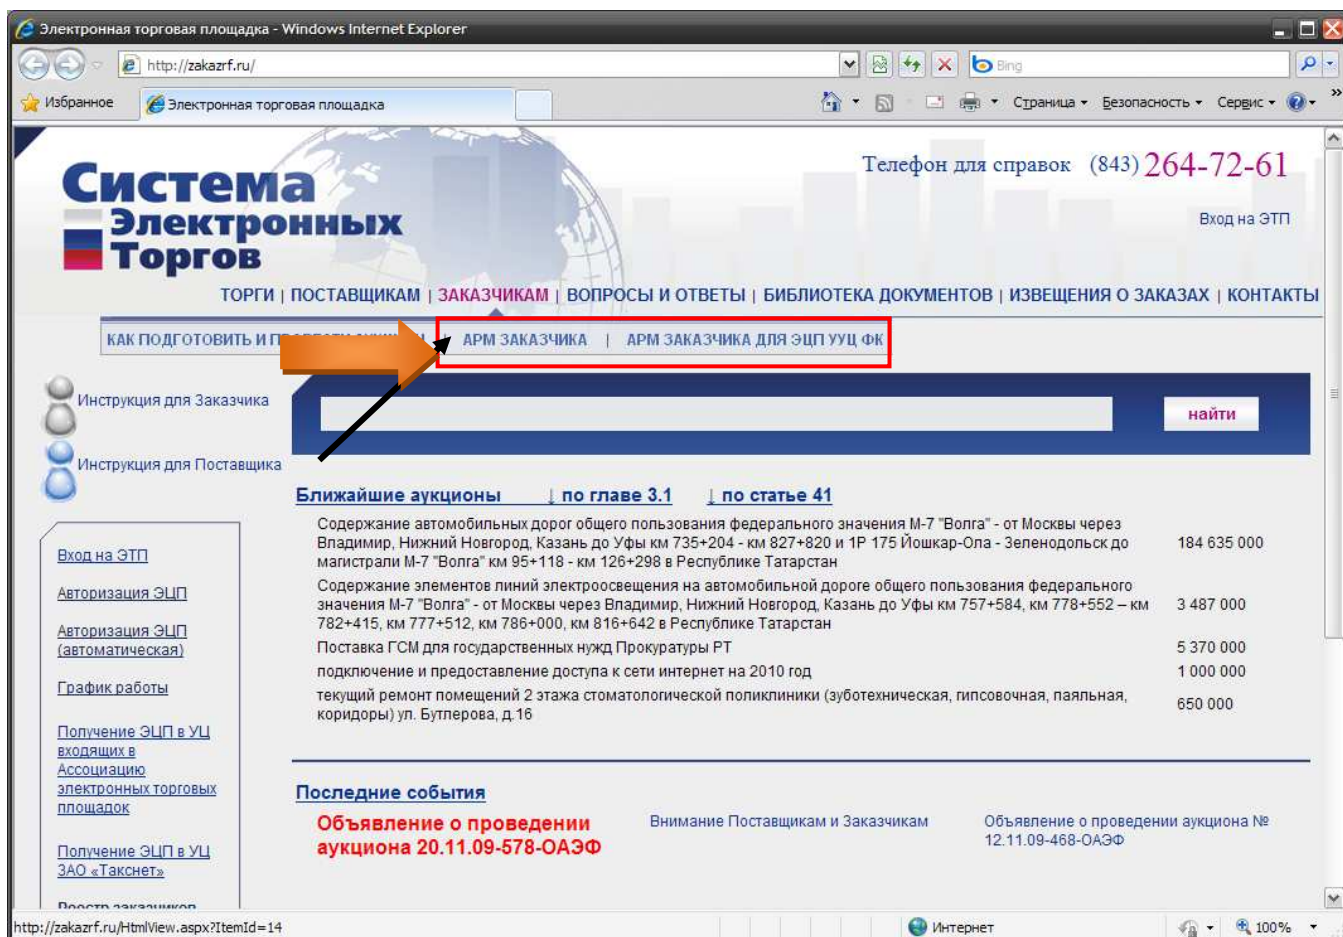 Электронная торговая площадка - Windows Internet Explorer
http://zakazrf.ru/
Bing
Избранное
Электронная торговая площадка
Страница
Безопасность
Сервис
»
Система
Электронных
Торгов
Телефон для справок (843) 264-72-61
Вход на ЭТП
ТОРГИ | ПОСТАВЩИКАМ | ЗАКАЗЧИКАМ | ВОПРОСЫ И ОТВЕТЫ | БИБЛИОТЕКА ДОКУМЕНТОВ | ИЗВЕЩЕНИЯ О ЗАКАЗАХ | КОНТАКТЫ
КАК ПОДГОТОВИТЬ И | АРМ ЗАКАЗЧИКА | АРМ ЗАКАЗЧИКА ДЛЯ ЭЦП УУЦ ФК
Инструкция для Заказчика
найти
Инструкция для Поставщика
Ближайшие аукционы ↓ по главе 3.1 ↓ по статье 41
Содержание автомобильных дорог общего пользования федерального значения М-7 "Волга" - от Москвы через
Владимир, Нижний Новгород, Казань до Уфы км 735+204 - км 827+820 и 1Р 175 Йошкар-Ола - Зеленодольск до 184 635 000
магистрали М-7 "Волга" км 95+118 - км 126+298 в Республике Татарстан
Содержание элементов линий электроосвещения на автомобильной дороге общего пользования федерального
значения М-7 "Волга" - от Москвы через Владимир, Нижний Новгород, Казань до Уфы км 757+584, км 778+552 – км 3 487 000
782+415, км 777+512, км 786+000, км 816+642 в Республике Татарстан
Поставка ГСМ для государственных нужд Прокуратуры РТ 5 370 000
подключение и предоставление доступа к сети интернет на 2010 год 1 000 000
текущий ремонт помещений 2 этажа стоматологической поликлиники (зуботехническая, гипсовочная, паяльная,
коридоры) ул. Бутлерова, д.16 650 000
Вход на ЭТП
Авторизация ЭЦП
Авторизация ЭЦП
(автоматическая)
График работы
Получение ЭЦП в УЦ
входящих в
Ассоциацию
электронных торговых
площадок
Получение ЭЦП в УЦ
ЗАО «Такснет»
Реестр заказчиков
Последние события
Объявление о проведении
аукциона 20.11.09-578-ОАЭФ
Внимание Поставщикам и Заказчикам
Объявление о проведении аукциона №
12.11.09-468-ОАЭФ
http://zakazrf.ru/HtmlView.aspx?ItemId=14
Интернет
100%